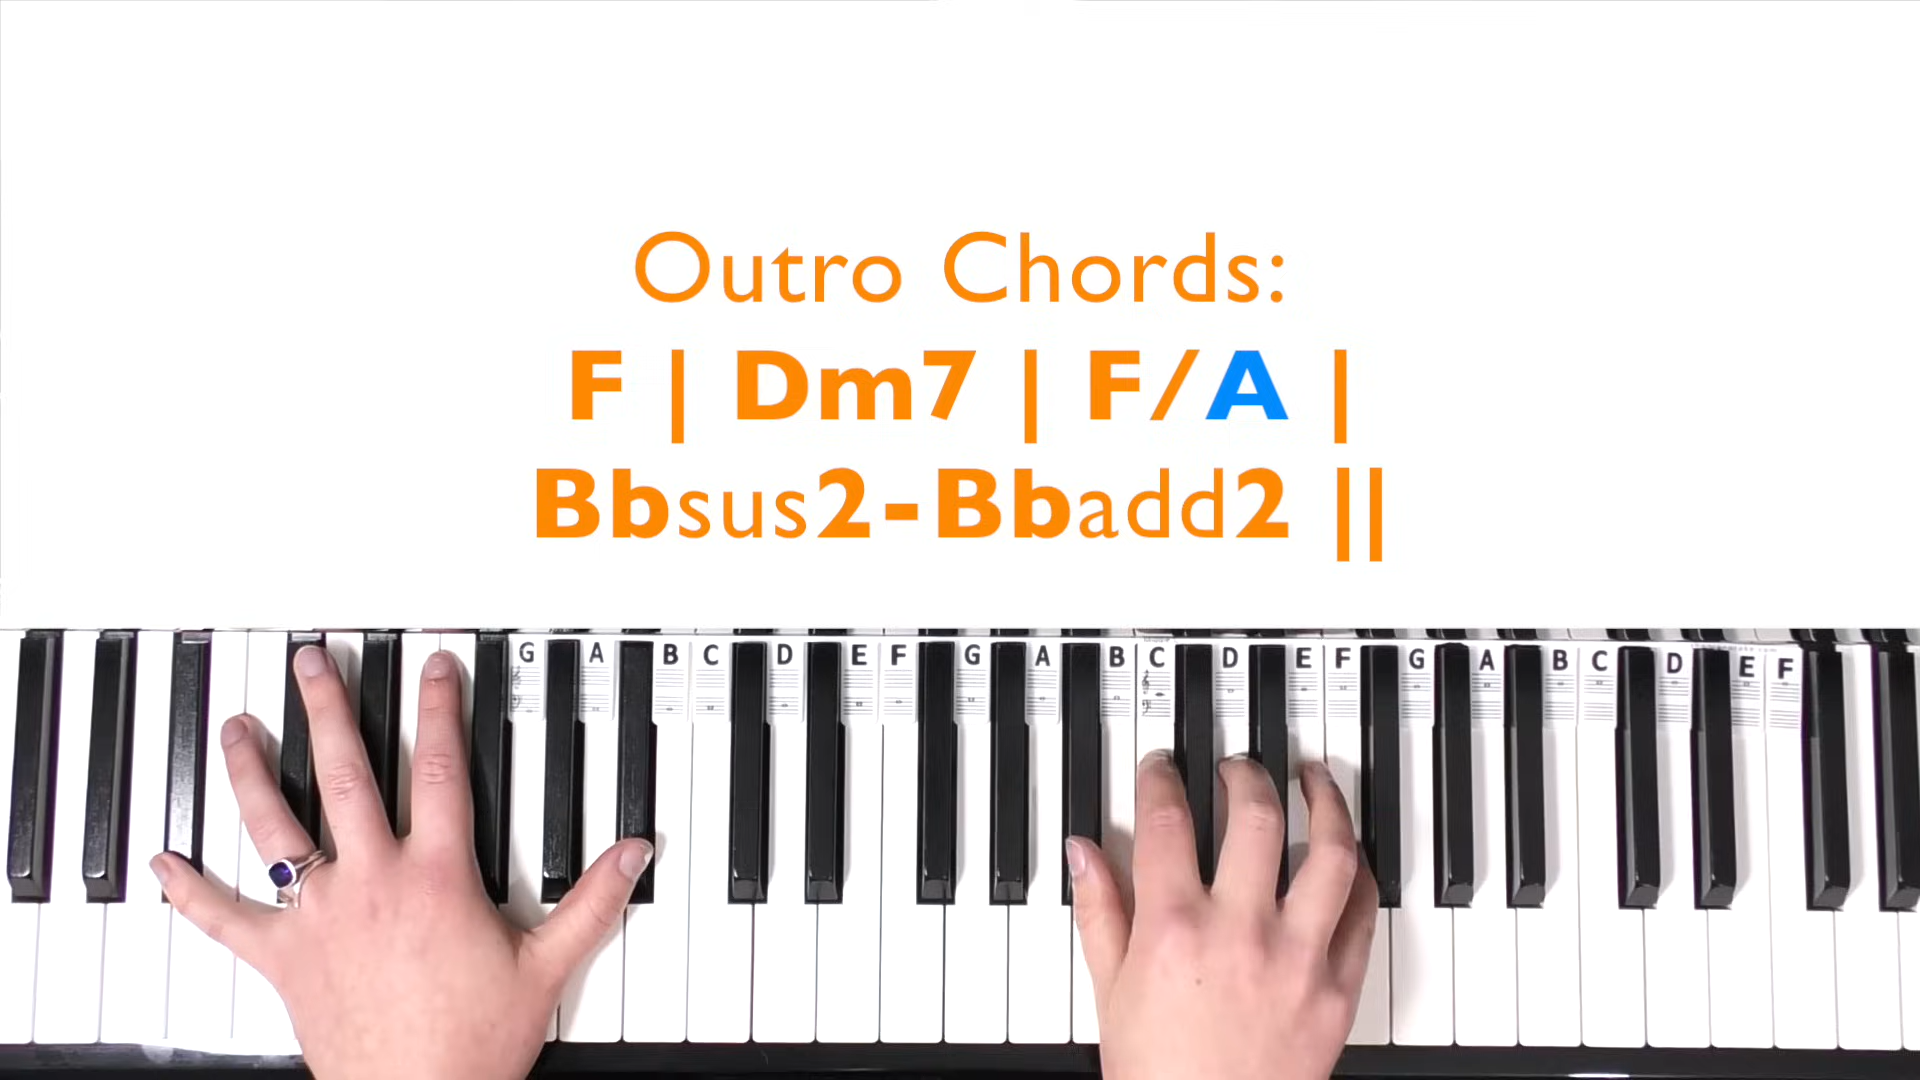 Outro Chords:
F | Dm7 | F/A |
Bbsus2-Bbadd2 ||
G A B C D E F G A B C D E F G A B C D E F